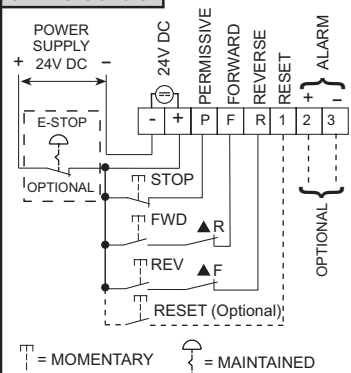 POWER
SUPPLY
24V DC
+ –
24V DC
PERMISSIVE
FORWARD
REVERSE
RESET
ALARM
+ –
- + P F R 1 2 3
E-STOP
OPTIONAL
STOP
FWD
▲R
REV
▲F
RESET (Optional)
OPTIONAL
= MOMENTARY
= MAINTAINED